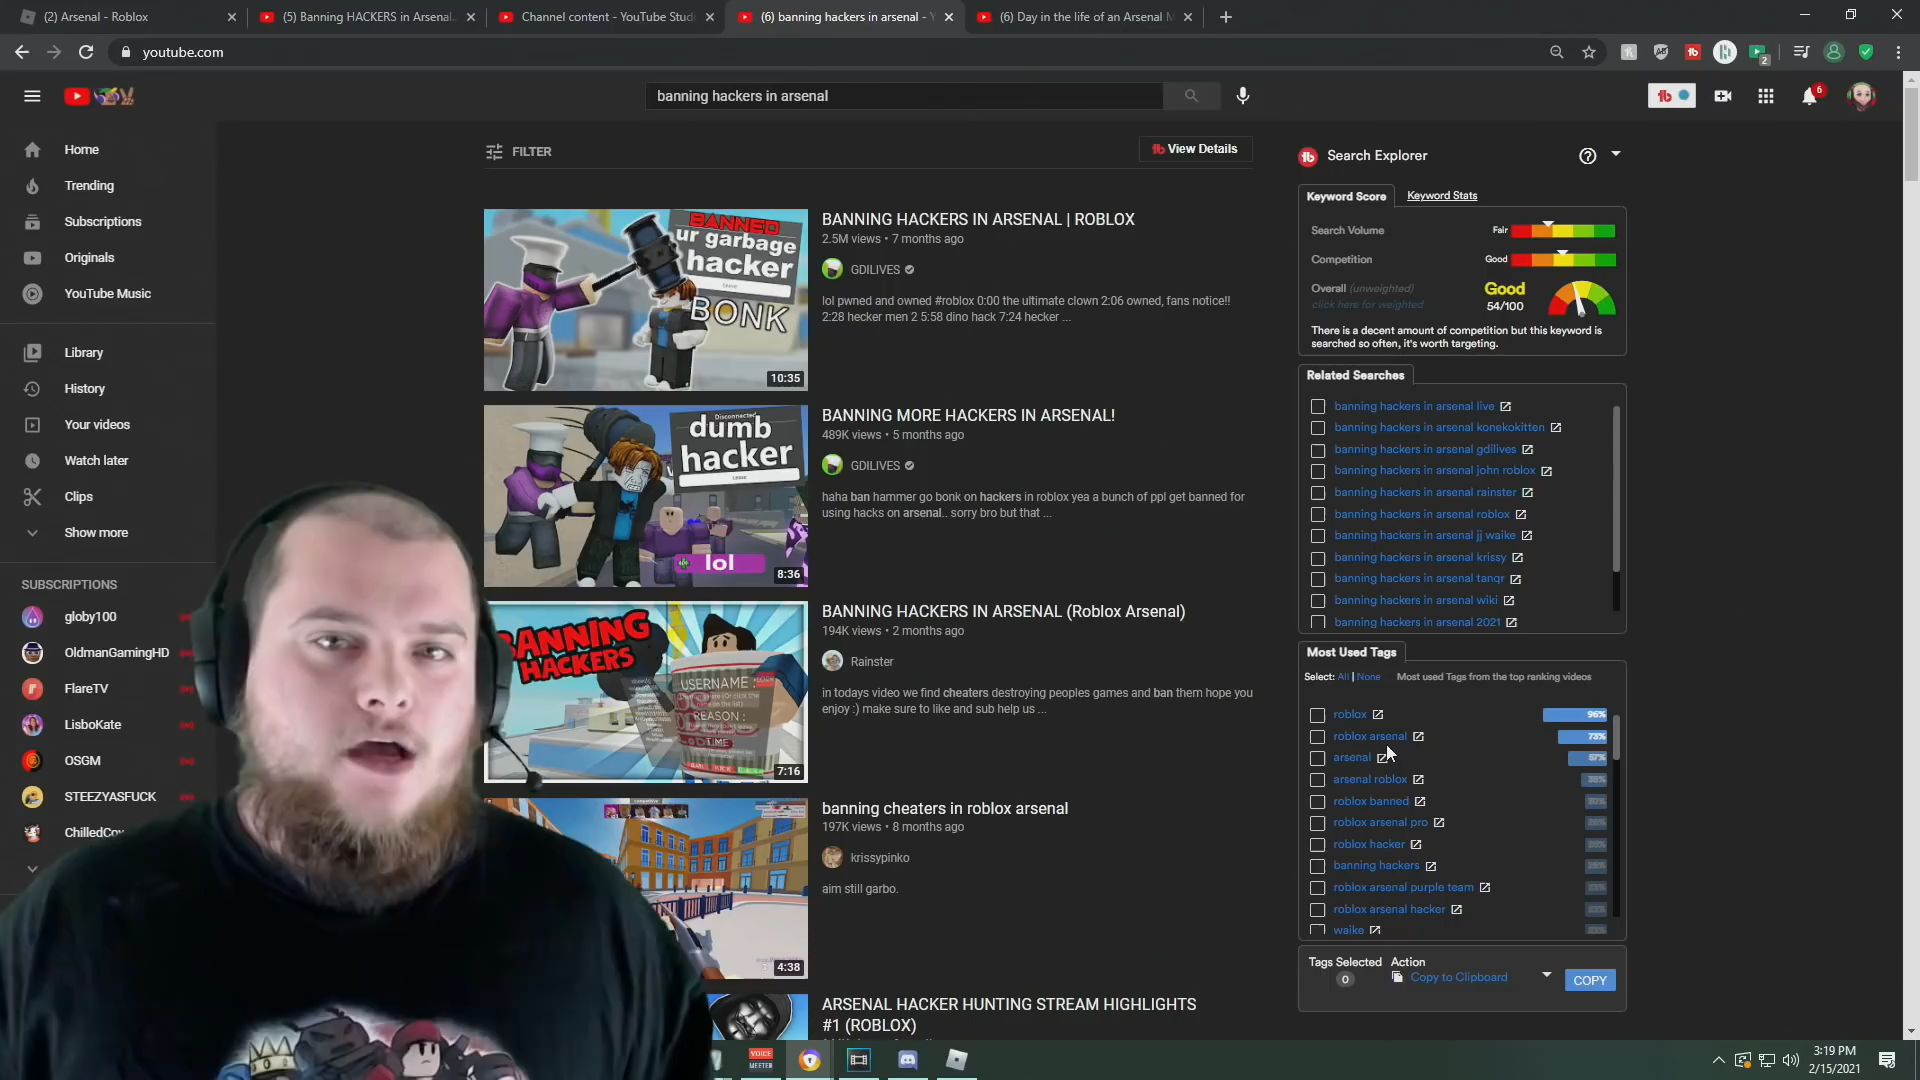 (2) Arsenal - Roblox
(5) Banning HACKERS in Arsenal.
Channel content - YouTube Studi
(6) banning hackers in arsenal - Y
(6) Day in the life of an Arsenal M
youtube.com
2
banning hackers in arsenal
6
Home
Trending
Subscriptions
Originals
YouTube Music
Library
History
Your videos
Watch later
Clips
Show more
SUBSCRIPTIONS
globy100
OldmanGamingHD
FlareTV
LisboKate
OSGM
STEEZYASFUCK
ChilledCow
FILTER
View Details
BANNED
ur garbage
hacker
BONK
10:35
BANNING HACKERS IN ARSENAL | ROBLOX
2.5M views • 7 months ago
GDILIVES
lol pwned and owned #roblox 0:00 the ultimate clown 2:06 owned, fans notice!!
2:28 hecker men 2 5:58 dino hack 7:24 hecker ...
Disconnected
dumb
hacker
lol
8:36
BANNING MORE HACKERS IN ARSENAL!
489K views • 5 months ago
GDILIVES
haha ban hammer go bonk on hackers in roblox yea a bunch of ppl get banned for
using hacks on arsenal.. sorry bro but that ...
BANNING
HACKERS
USERNAME :
REASON :
TIME
7:16
BANNING HACKERS IN ARSENAL (Roblox Arsenal)
194K views • 2 months ago
Rainster
in todays video we find cheaters destroying peoples games and ban them hope you
enjoy :) make sure to like and sub help us ...
4:38
banning cheaters in roblox arsenal
197K views • 8 months ago
krissypinko
aim still garbo.
ARSENAL HACKER HUNTING STREAM HIGHLIGHTS
#1 (ROBLOX)
Search Explorer
Keyword Score
Keyword Stats
Search Volume
Fair
Competition
Good
Overall (unweighted)
click here for weighted
Good
54/100
There is a decent amount of competition but this keyword is
searched so often, it's worth targeting.
Related Searches
banning hackers in arsenal live
banning hackers in arsenal konekokitten
banning hackers in arsenal gdilives
banning hackers in arsenal john roblox
banning hackers in arsenal rainster
banning hackers in arsenal roblox
banning hackers in arsenal jj waike
banning hackers in arsenal krissy
banning hackers in arsenal tanqr
banning hackers in arsenal wiki
banning hackers in arsenal 2021
Most Used Tags
Select: All | None
Most used Tags from the top ranking videos
roblox 96%
roblox arsenal 73%
arsenal 57%
arsenal roblox
roblox banned
roblox arsenal pro
roblox hacker
banning hackers
roblox arsenal purple team
roblox arsenal hacker
waike
Tags Selected
0
Action
Copy to Clipboard
COPY
VOICE
MEETER
3:19 PM
2/15/2021